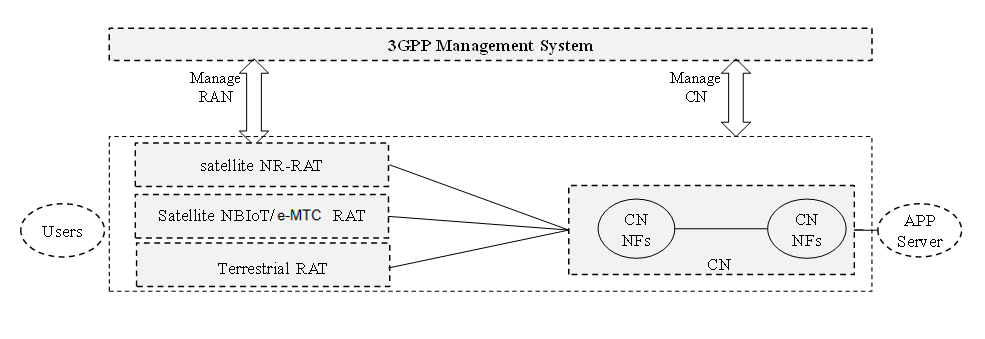 3GPP Management System
Manage
RAN
Manage
CN
satellite NR-RAT
Satellite NBIoT/e-MTC RAT
Terrestrial RAT
Users
CN
NFs
CN
NFs
CN
APP
Server